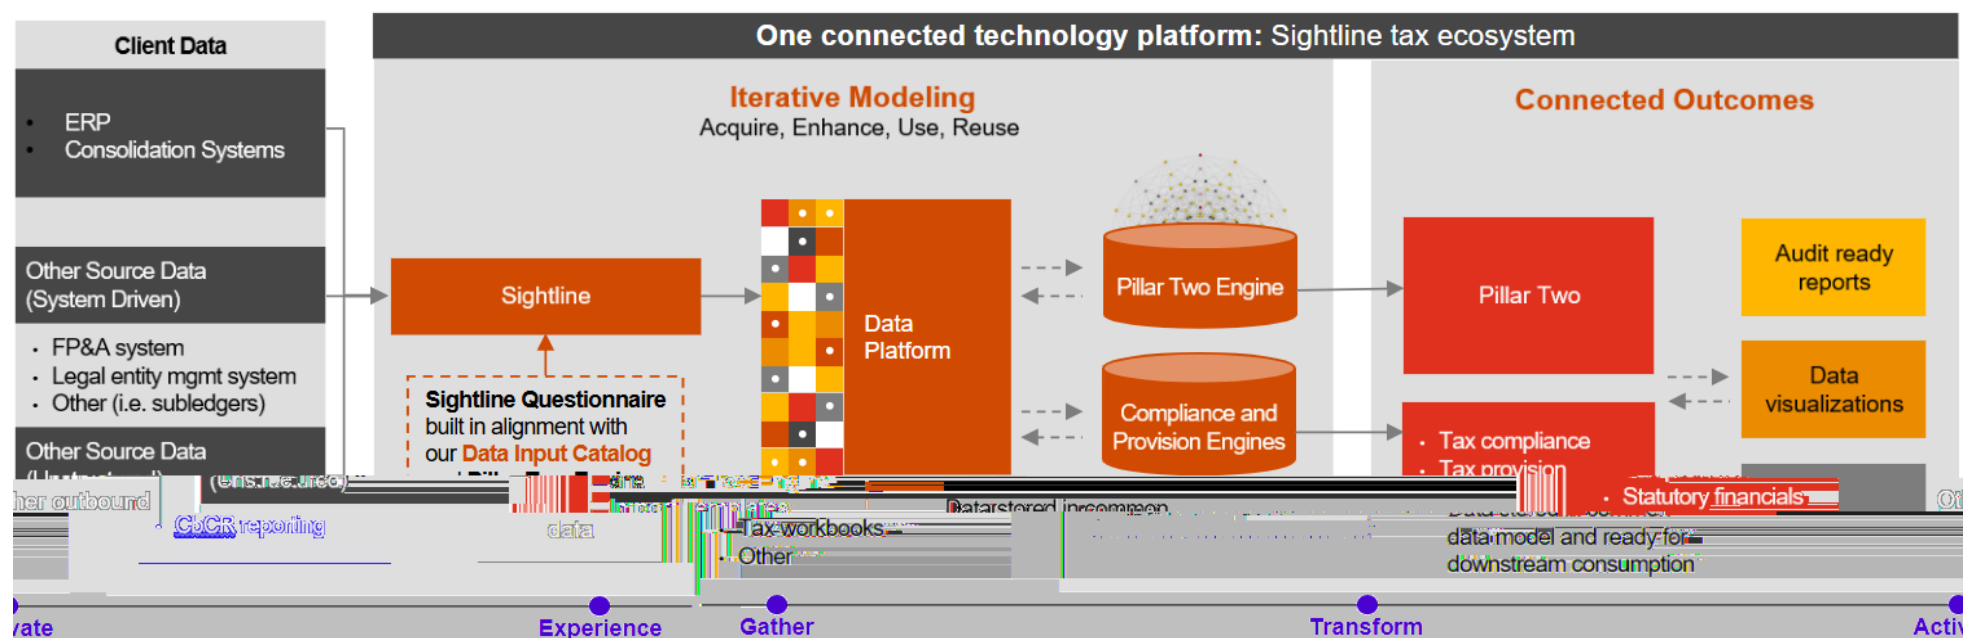 Client Data
One connected technology platform: Sightline tax ecosystem
Iterative Modeling
Acquire, Enhance, Use, Reuse
Connected Outcomes
• ERP
• Consolidation Systems
Other Source Data
(System Driven)
• FP&A system
• Legal entity mgmt system
• Other (i.e. subledgers)
Other Source Data
Sightline
Sightline Questionnaire
built in alignment with
our Data Input Catalog
Data
Platform
Pillar Two Engine
Compliance and
Provision Engines
Pillar Two
• Tax compliance
• Tax provision
• Statutory financials
Audit ready
reports
Data
visualizations
outbound
• CbCR reporting
data
• Tax workbooks
• Other
data model and ready for
downstream consumption
Experience
Gather
Transform